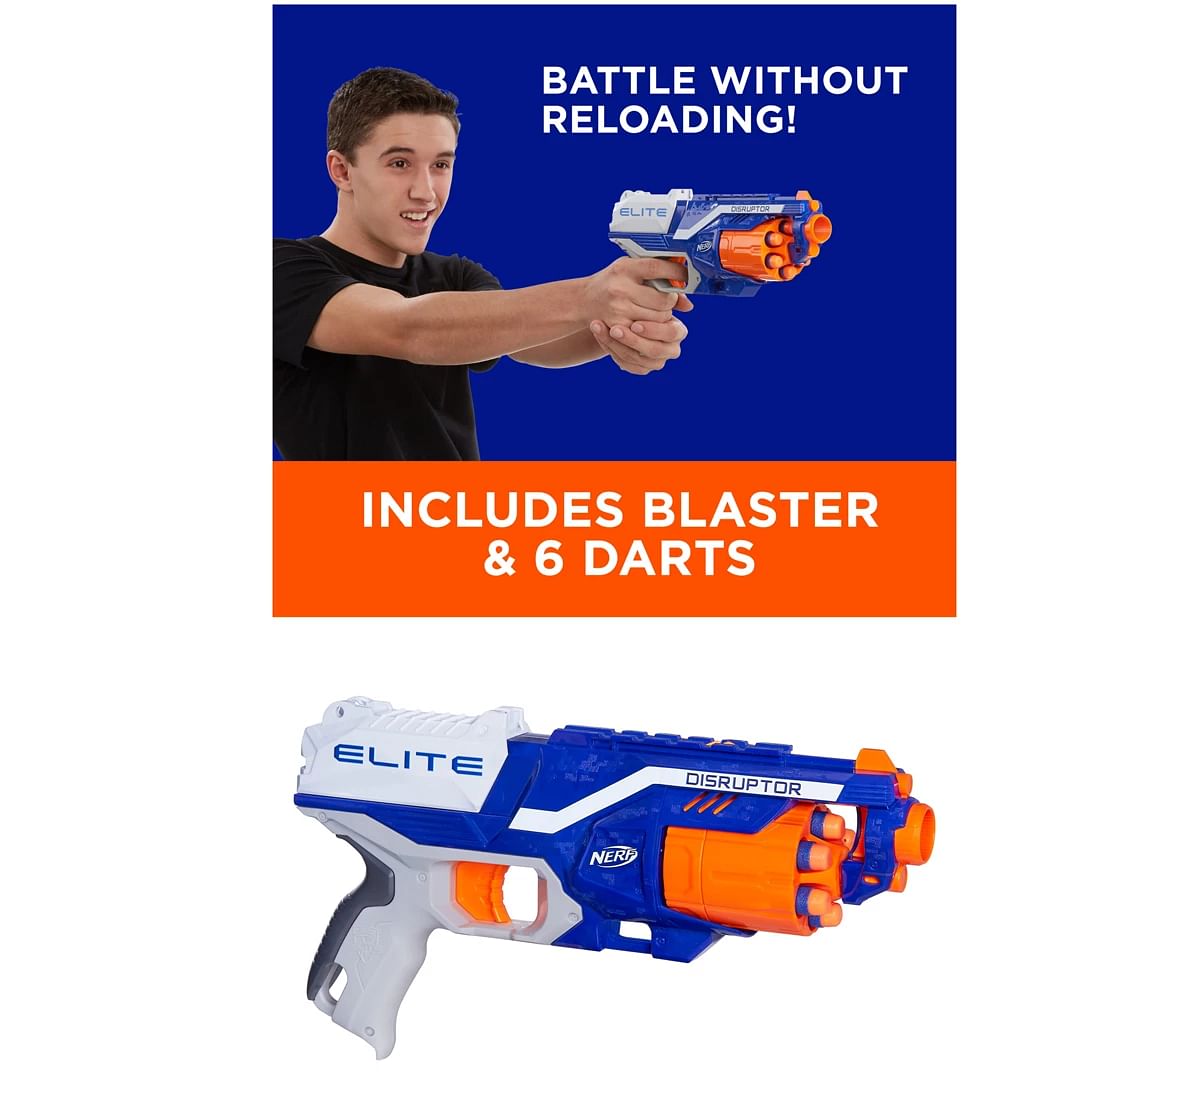 BATTLE WITHOUT
RELOADING!
ELITE
DISRUPTOR
NERF
INCLUDES BLASTER
& 6 DARTS
ELITE
DISRUPTOR
NERF